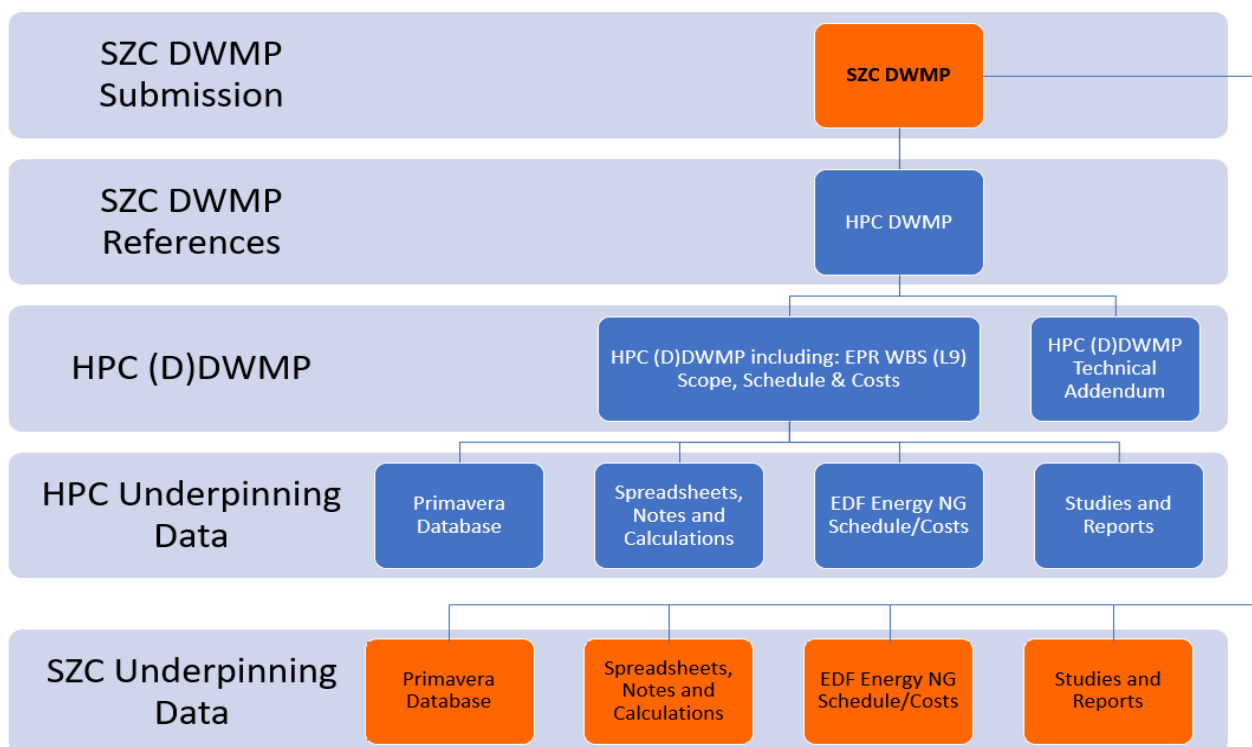 SZC DWMP
Submission
SZC DWMP
SZC DWMP
References
HPC DWMP
HPC (D)DWMP
HPC (D)DWMP including: EPR WBS (L9)
Scope, Schedule & Costs
HPC (D)DWMP
Technical
Addendum
HPC Underpinning
Data
Primavera
Database
Spreadsheets,
Notes and
Calculations
EDF Energy NG
Schedule/Costs
Studies and
Reports
SZC Underpinning
Data
Primavera
Database
Spreadsheets,
Notes and
Calculations
EDF Energy NG
Schedule/Costs
Studies and
Reports